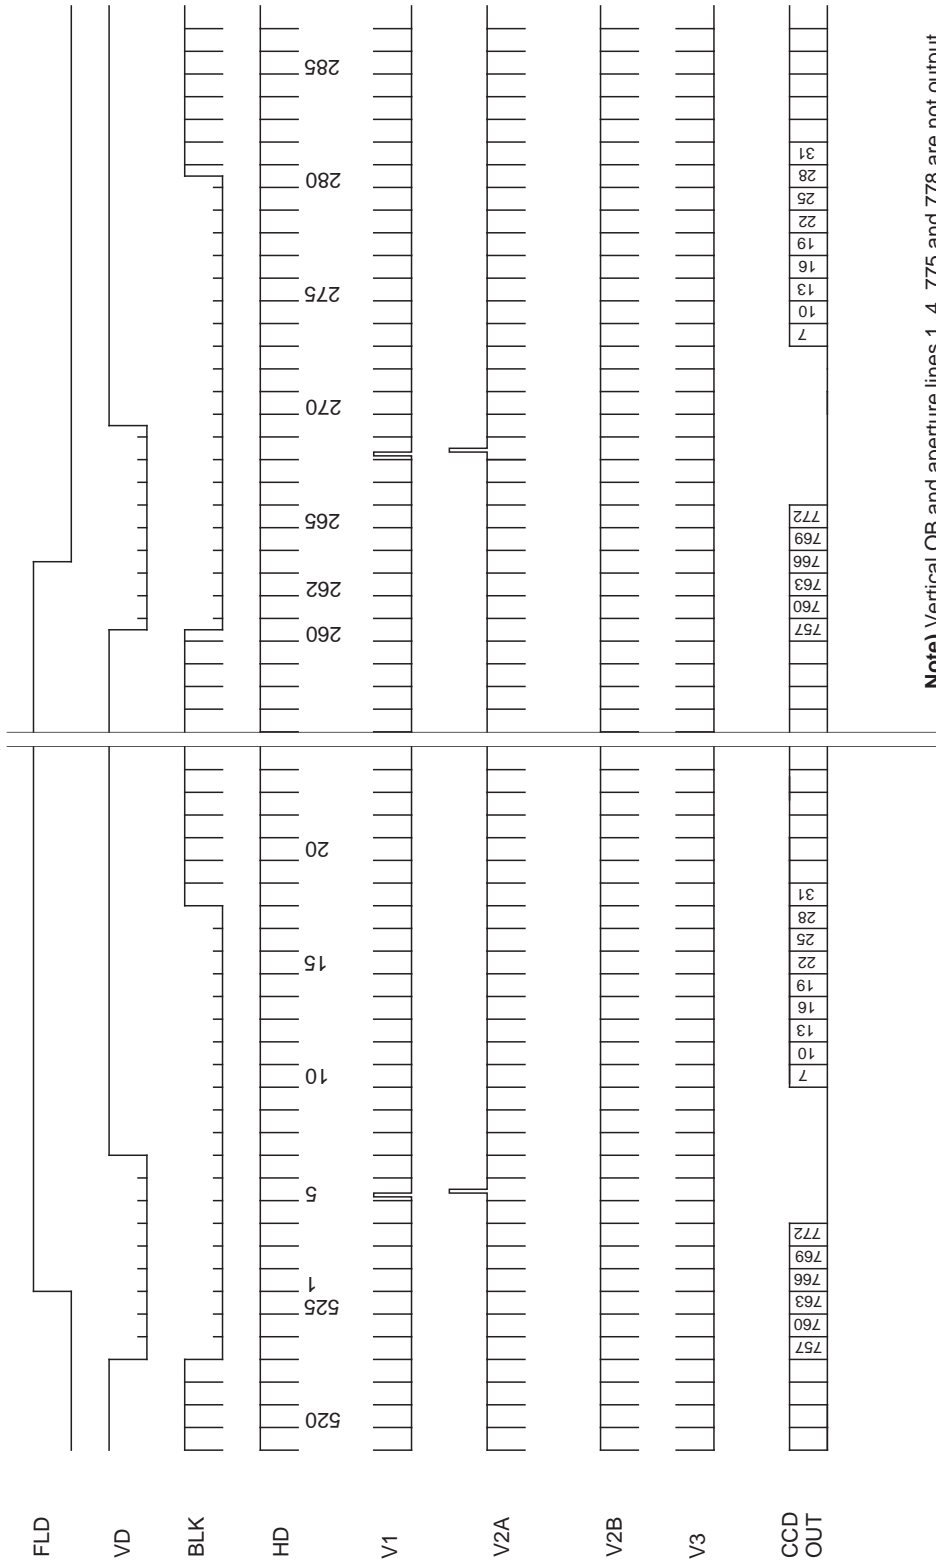 FLD
VD
BLK
HD
520 525 1 5 10 15 20 260 262 265 270 275 280 285
V1
V2A
V2B
V3
CCD
OUT
757 760 763 766 769 772 7 10 13 16 19 22 25 28 31 757 760 763 766 769 772 7 10 13 16 19 22 25 28 31
Note) Vertical OB and aperture lines 1, 4, 775 and 778 are not output